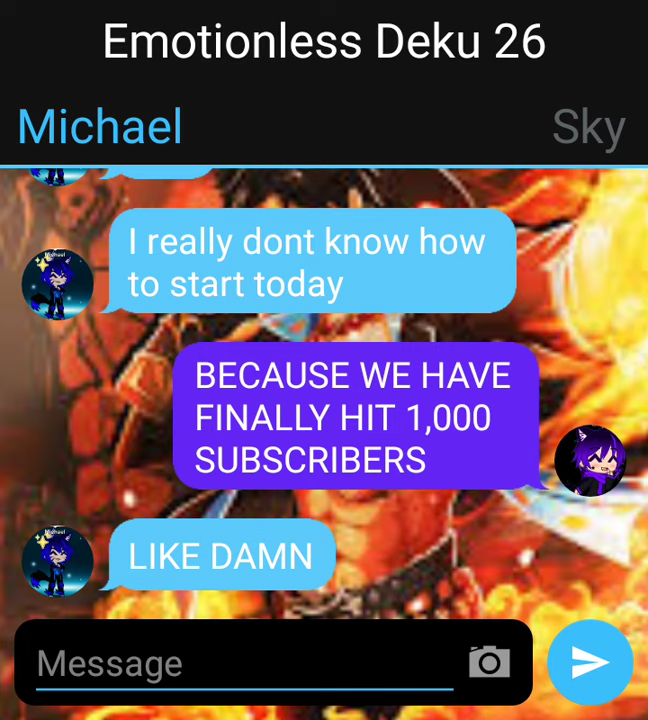 Emotionless Deku 26
Michael
Sky
I really dont know how
to start today
BECAUSE WE HAVE
FINALLY HIT 1,000
SUBSCRIBERS
LIKE DAMN
Message